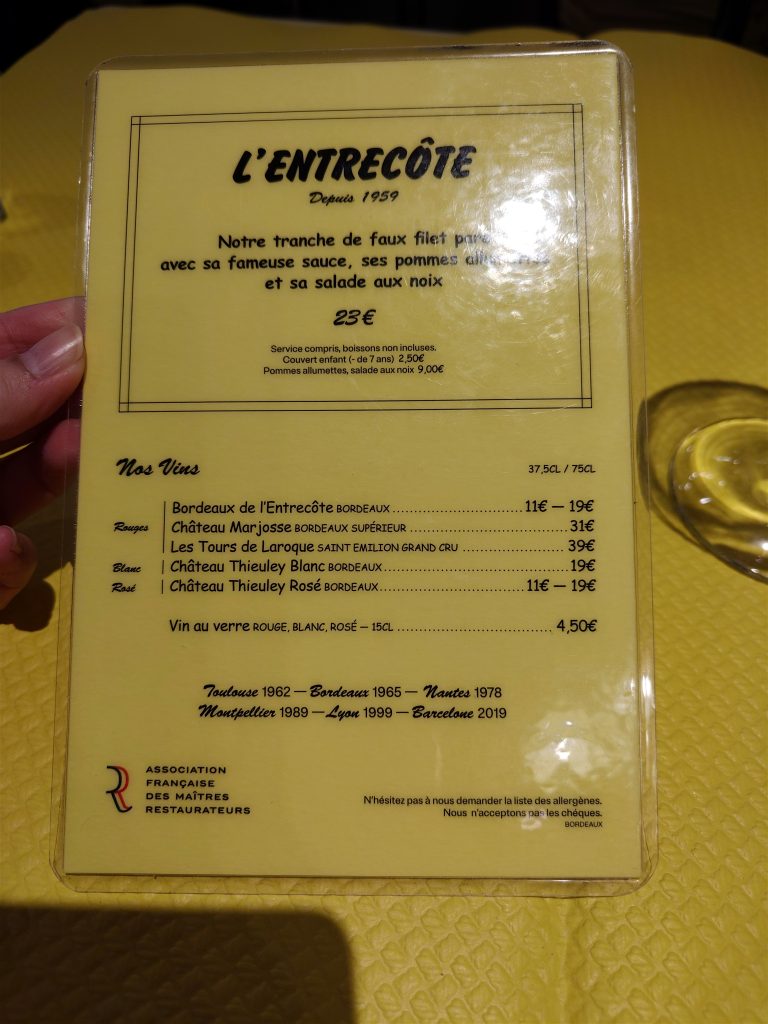 L'ENTRECÔTE
Depuis 1959
Notre tranche de faux filet
avec sa fameuse sauce, ses pommes allumettes
et sa salade aux noix
23€
Service compris, boissons non incluses.
Couvert enfant (- de 7 ans) 2,50€
Pommes allumettes, salade aux noix 9,00€
Nos Vins 37,5CL / 75CL
Bordeaux de l'Entrecôte BORDEAUX 11€ — 19€
Rouges Château Marjosse BORDEAUX SUPÉRIEUR 31€
Les Tours de Laroque SAINT EMILION GRAND CRU 39€
Blanc Château Thieuley Blanc BORDEAUX 19€
Rosé Château Thieuley Rosé BORDEAUX 11€ — 19€
Vin au verre ROUGE, BLANC, ROSÉ — 15CL 4,50€
Toulouse 1962 — Bordeaux 1965 — Nantes 1978
Montpellier 1989 — Lyon 1999 — Barcelone 2019
ASSOCIATION
FRANÇAISE
DES MAÎTRES
RESTAURATEURS
N'hésitez pas à nous demander la liste des allergènes.
Nous n'acceptons pas les chéques.
BORDEAUX